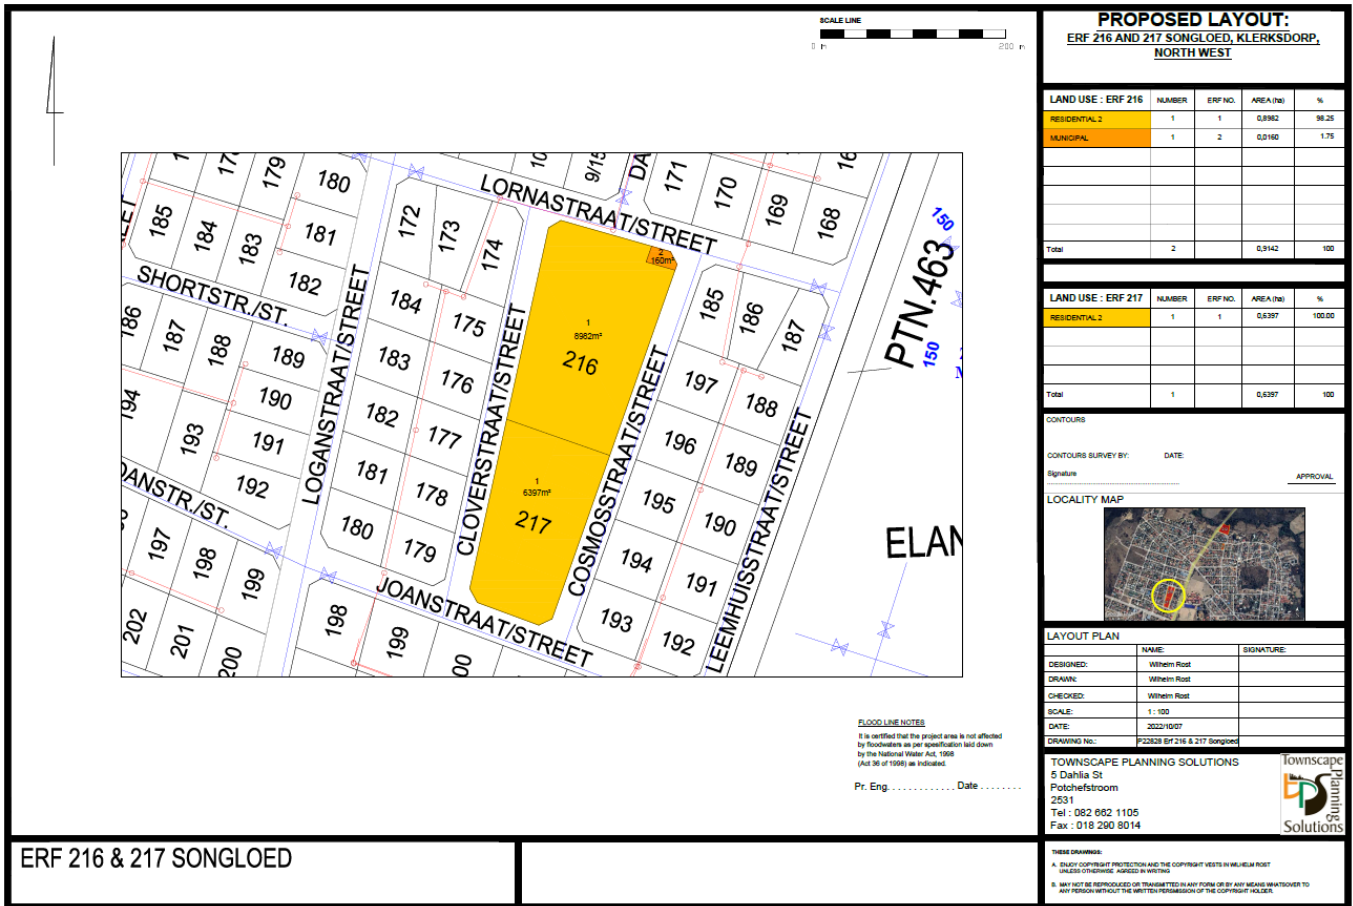 SCALE LINE
0 m
200 m
PROPOSED LAYOUT:
ERF 216 AND 217 SONGLOED, KLERKSDORP,
NORTH WEST
LAND USE : ERF 216 NUMBER ERF NO. AREA (ha) %
RESIDENTIAL 2 1 1 0,8982 98.25
MUNICIPAL 1 2 0,0160 1.75
Total 2 0,9142 100
LAND USE : ERF 217 NUMBER ERF NO. AREA (ha) %
RESIDENTIAL 2 1 1 0,6397 100.00
Total 1 0,6397 100
CONTOURS
CONTOURS SURVEY BY: DATE:
Signature
APPROVAL
LOCALITY MAP
LAYOUT PLAN
NAME: SIGNATURE:
DESIGNED: Wilhelm Rost
DRAWN: Wilhelm Rost
CHECKED: Wilhelm Rost
SCALE: 1 : 100
DATE: 2022/10/07
DRAWING No.: P22828 Erf 216 & 217 Songloed
TOWNSCAPE PLANNING SOLUTIONS
5 Dahlia St
Potchefstroom
2531
Tel : 082 662 1105
Fax : 018 290 8014
Townscape
Planning
Solutions
THESE DRAWINGS:
A. ENJOY COPYRIGHT PROTECTION AND THE COPYRIGHT VESTS IN WILHELM ROST
UNLESS OTHERWISE AGREED IN WRITING
B. MAY NOT BE REPRODUCED OR TRANSMITTED IN ANY FORM OR BY ANY MEANS WHATSOVER TO
ANY PERSON WITHOUT THE WRITTEN PERSMISSION OF THE COPYRIGHT HOLDER.
179
180
185
184
183
181
182
SHORTSTR./ST.
186
187
188
189
190
191
192
193
194
197
198
199
202
201
200
LOGANSTRAAT/STREET
172
173
174
184
175
183
176
182
177
181
178
180
179
CLOVERSTRAAT/STREET
LORNASTRAAT/STREET
9/15
171
170
169
168
2
160m²
1
8982m²
216
1
6397m²
217
COSMOSSTRAAT/STREET
JOANSTRAAT/STREET
198
199
185
186
187
197
188
196
189
195
190
194
191
193
192
LEEMHUISSTRAAT/STREET
150
PTN.463
150
ELAN
FLOOD LINE NOTES
It is certified that the project area is not affected
by floodwaters as per spesification laid down
by the National Water Act, 1998
(Act 36 of 1998) as indicated.
Pr. Eng. . . . . . . . . . . . . Date . . . . . . . .
ERF 216 & 217 SONGLOED